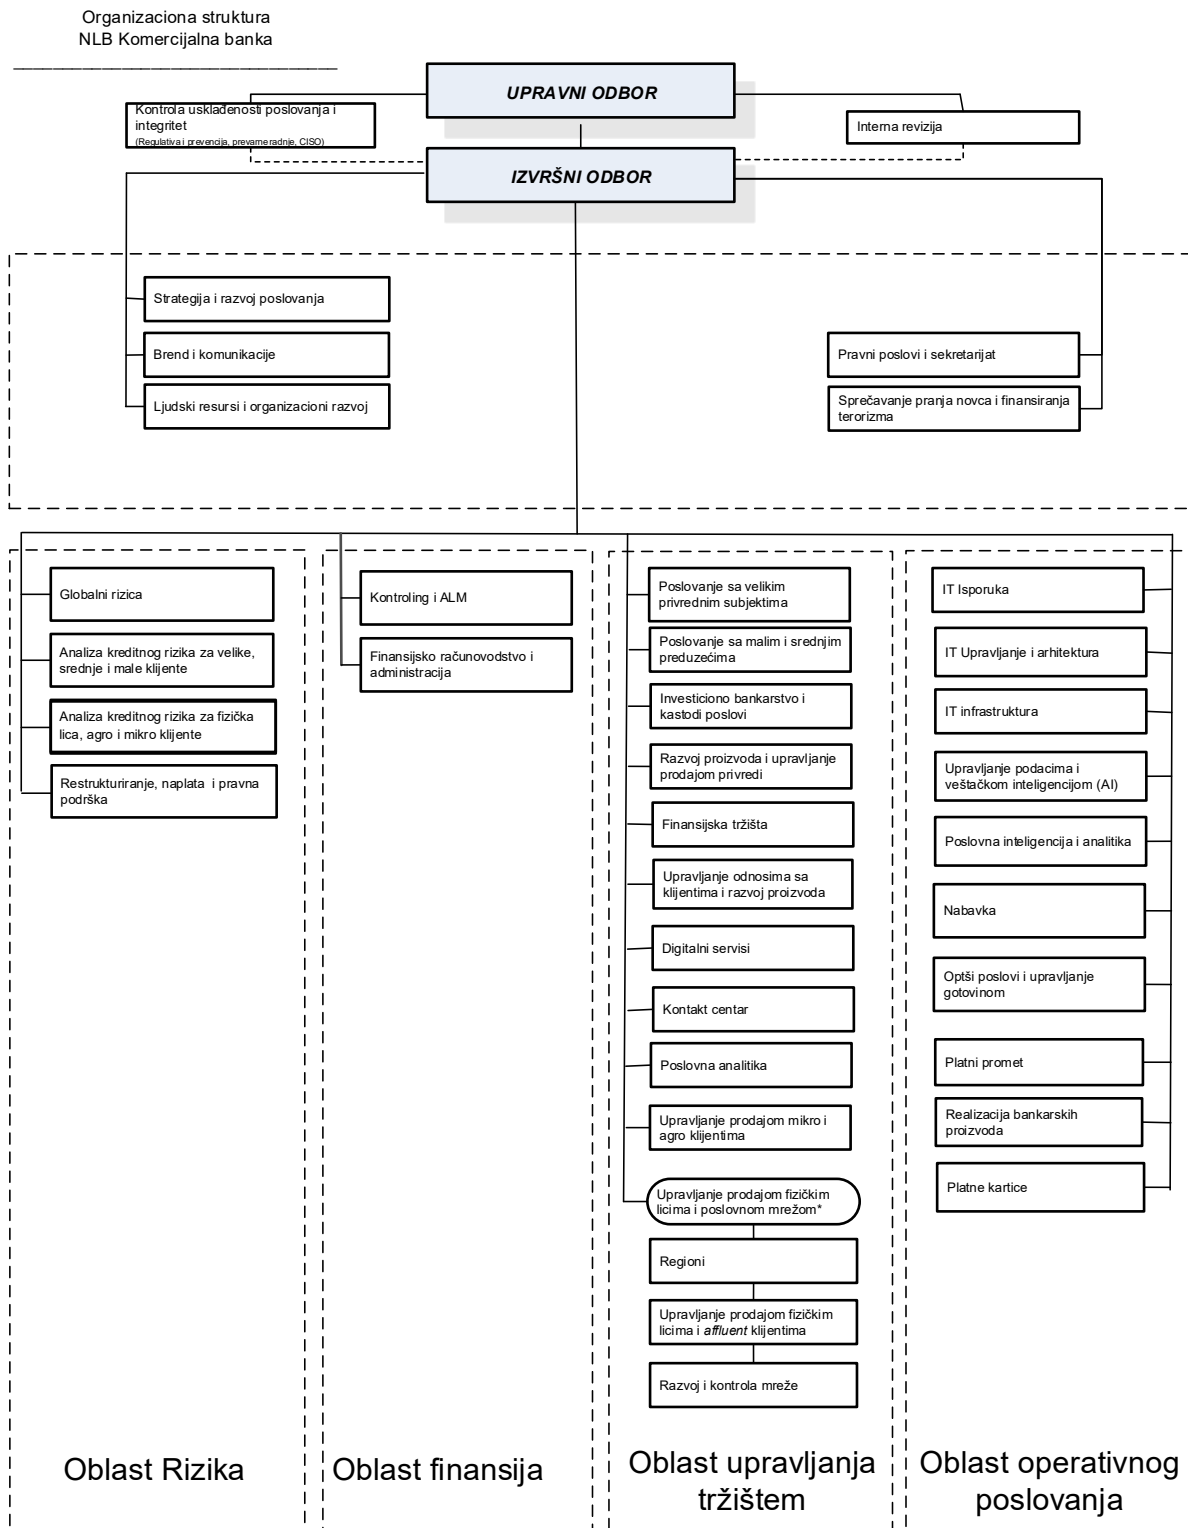 Organizaciona struktura
NLB Komercijalna banka
UPRAVNI ODBOR
Kontrola usklađenosti poslovanja i
integritet
(Regulativa i prevencija, prevarne radnje, CISO)
Interna revizija
IZVRŠNI ODBOR
Strategija i razvoj poslovanja
Brend i komunikacije
Ljudski resursi i organizacioni razvoj
Pravni poslovi i sekretarijat
Sprečavanje pranja novca i finansiranja
terorizma
Globalni rizica
Analiza kreditnog rizika za velike,
srednje i male klijente
Analiza kreditnog rizika za fizička
lica, agro i mikro klijente
Restrukturiranje, naplata i pravna
podrška
Kontroling i ALM
Finansijsko računovodstvo i
administracija
Poslovanje sa velikim
privrednim subjektima
Poslovanje sa malim i srednjim
preduzećima
Investiciono bankarstvo i
kastodi poslovi
Razvoj proizvoda i upravljanje
prodajom privredi
Finansijska tržišta
Upravljanje odnosima sa
klijentima i razvoj proizvoda
Digitalni servisi
Kontakt centar
Poslovna analitika
Upravljanje prodajom mikro i
agro klijentima
Upravljanje prodajom fizičkim
licima i poslovnom mrežom*
Regioni
Upravljanje prodajom fizičkim
licima i affluent klijentima
Razvoj i kontrola mreže
IT Isporuka
IT Upravljanje i arhitektura
IT infrastruktura
Upravljanje podacima i
veštačkom inteligencijom (AI)
Poslovna inteligencija i analitika
Nabavka
Optši poslovi i upravljanje
gotovinom
Platni promet
Realizacija bankarskih
proizvoda
Platne kartice
Oblast Rizika
Oblast finansija
Oblast upravljanja
tržištem
Oblast operativnog
poslovanja